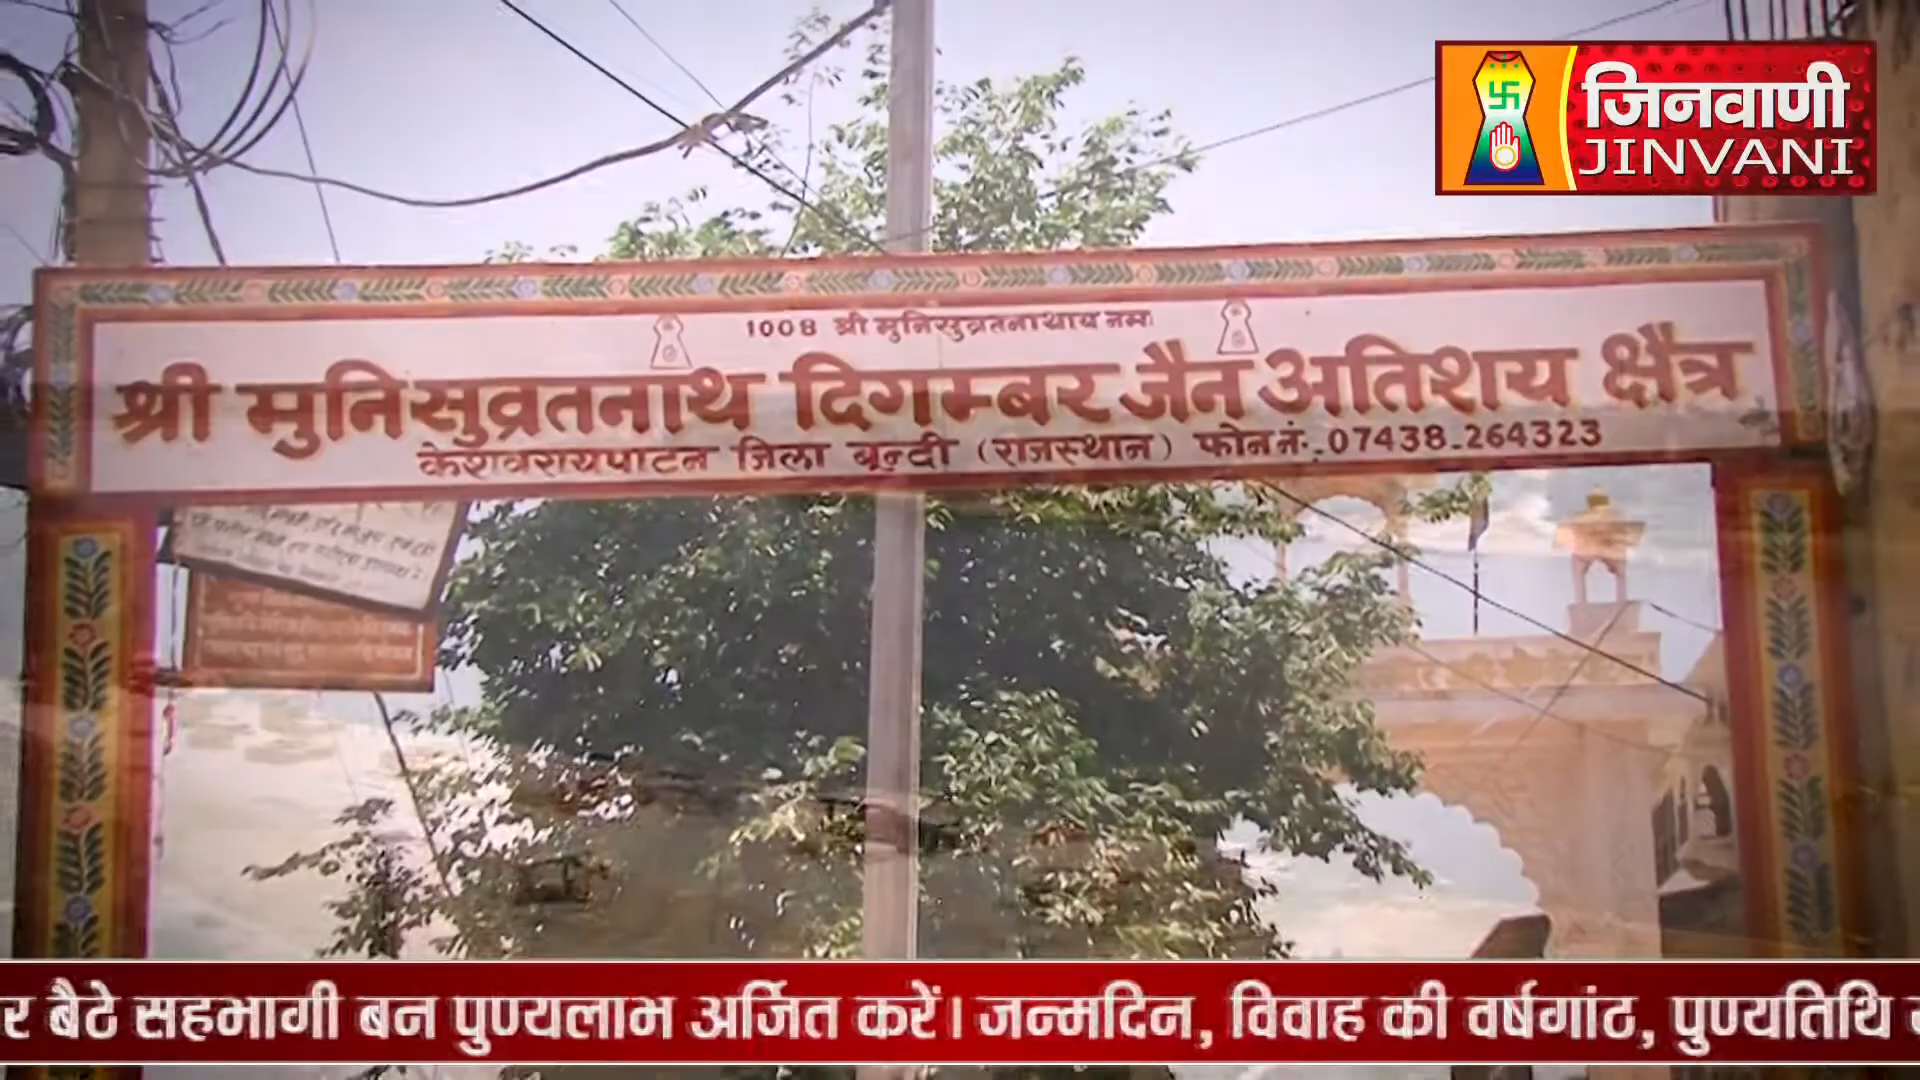 जिनवाणी
JINVANI
1008 श्री मुनिसुव्रतनाथाय नमः
श्री मुनिसुव्रतनाथ दिगम्बर जैन अतिशय क्षैत्र
केशवरायपाटन जिला बून्दी (राजस्थान) फोन नं. 07438-264323
र बैठे सहभागी बन पुण्यलाभ अर्जित करें। जन्मदिन, विवाह की वर्षगांठ, पुण्यतिथि